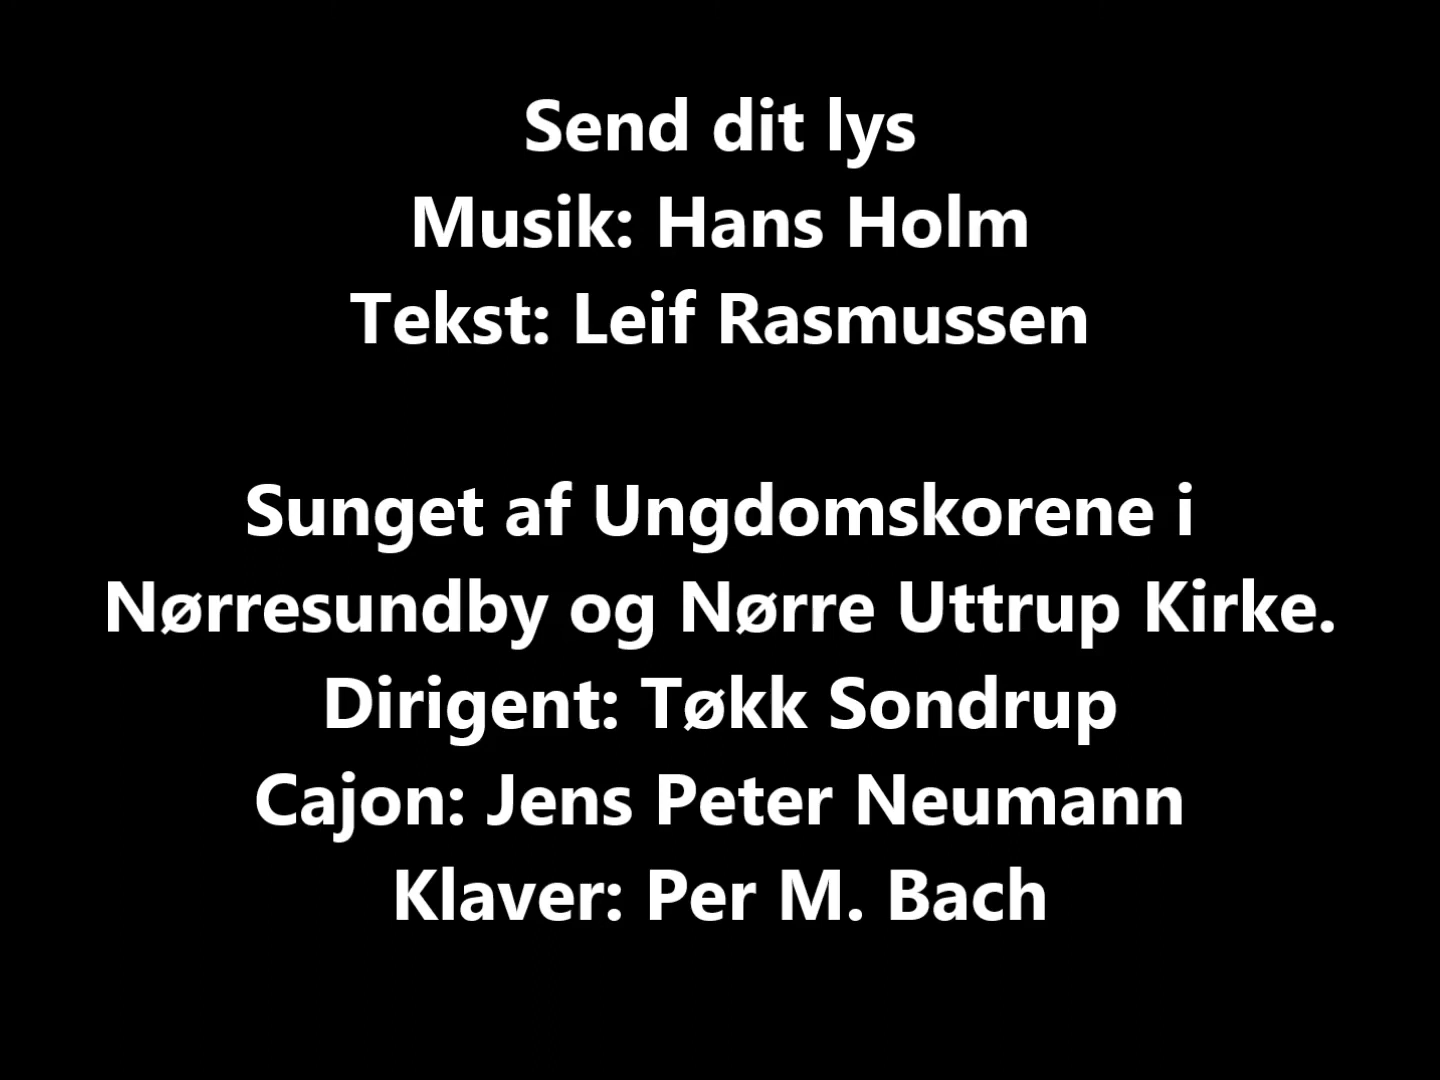 Send dit lys
Musik: Hans Holm
Tekst: Leif Rasmussen
Sunget af Ungdomskorene i
Nørresundby og Nørre Uttrup Kirke.
Dirigent: Tøkk Sondrup
Cajon: Jens Peter Neumann
Klaver: Per M. Bach